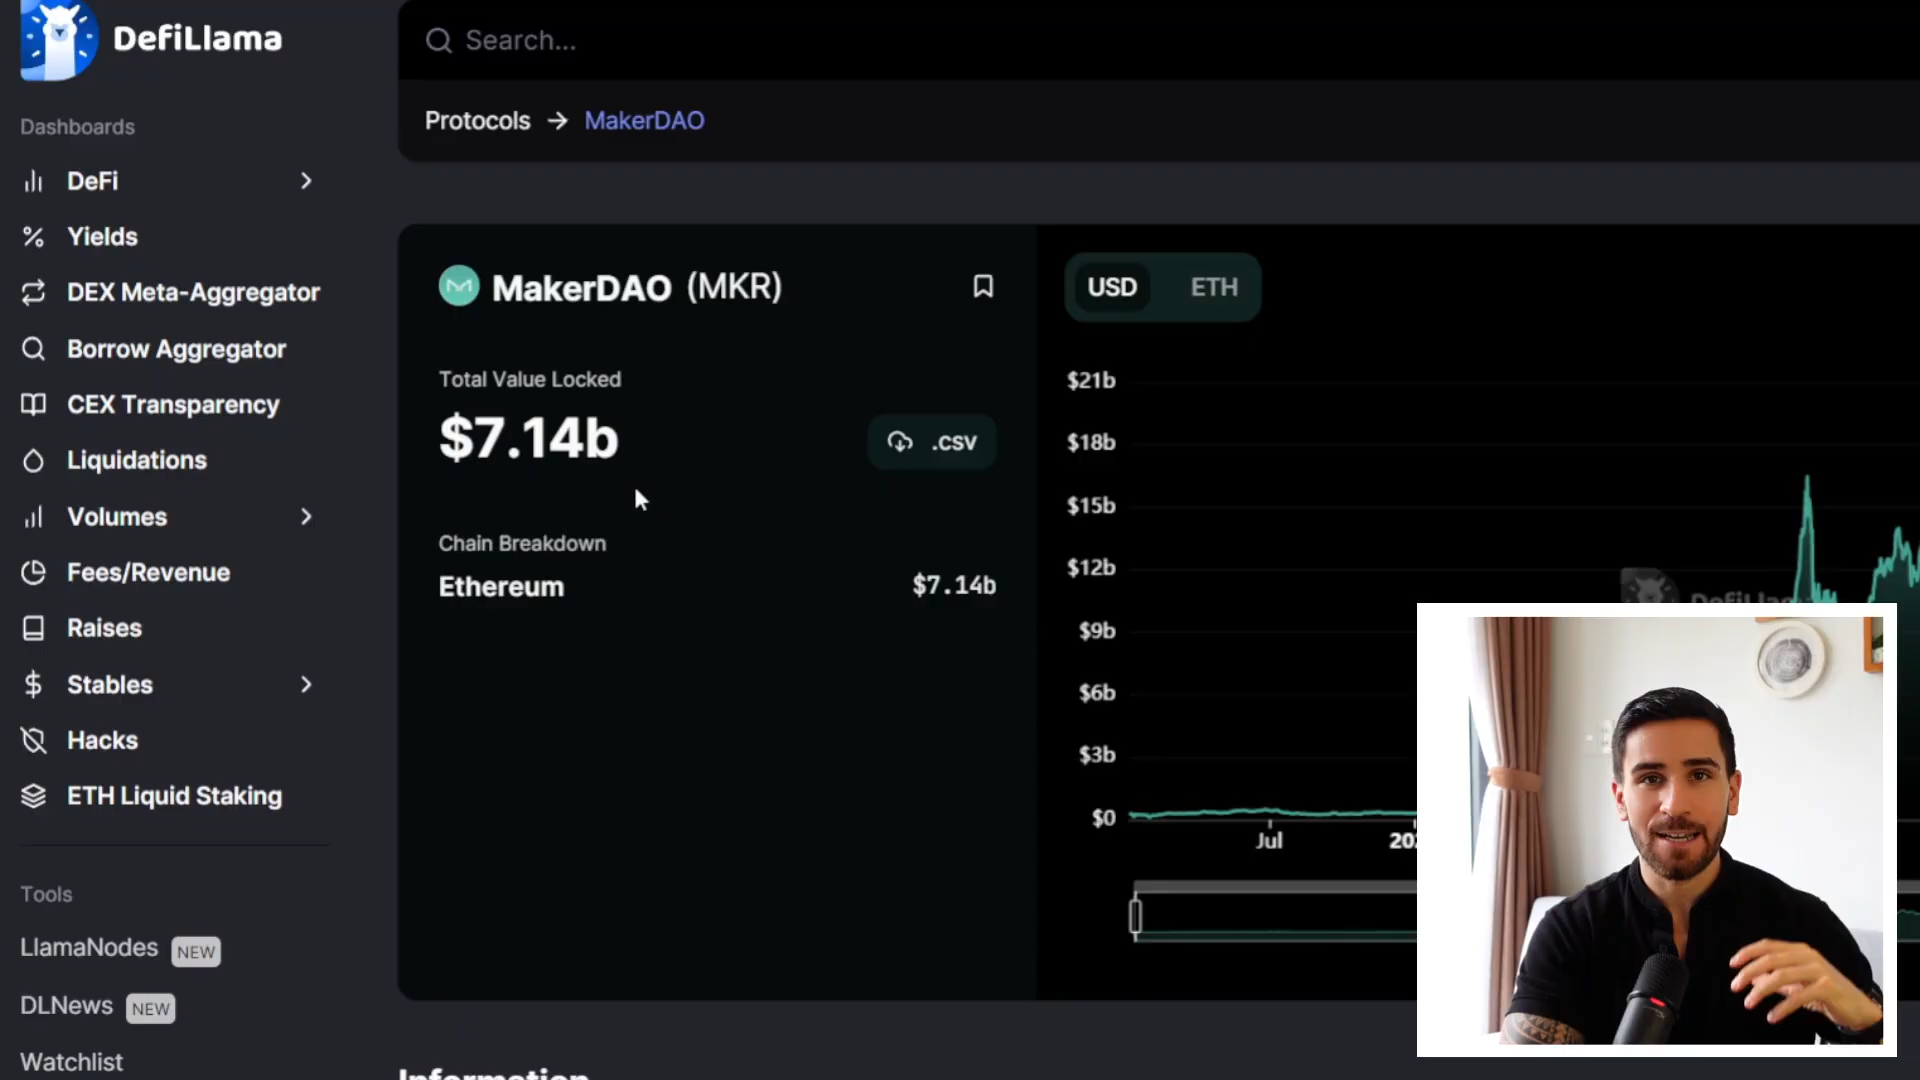 DefiLlama
Search...
Protocols → MakerDAO
Dashboards
DeFi
Yields
DEX Meta-Aggregator
Borrow Aggregator
CEX Transparency
Liquidations
Volumes
Fees/Revenue
Raises
Stables
Hacks
ETH Liquid Staking
Tools
LlamaNodes NEW
DLNews NEW
Watchlist
MakerDAO (MKR)
Total Value Locked
$7.14b
.csv
Chain Breakdown
Ethereum $7.14b
USD ETH
$21b
$18b
$15b
$12b
$9b
$6b
$3b
$0
Jul
DefiLlama
Information